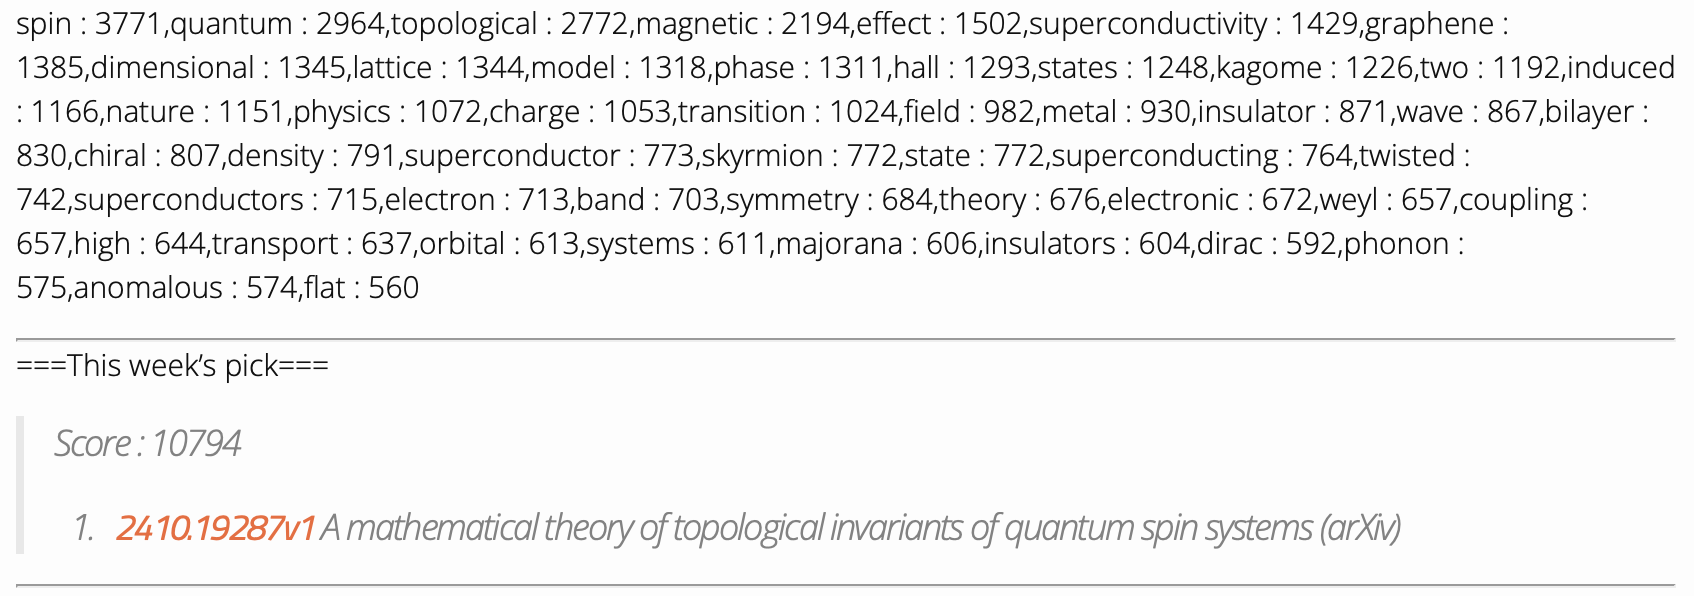 spin : 3771,quantum : 2964,topological : 2772,magnetic : 2194,effect : 1502,superconductivity : 1429,graphene :
1385,dimensional : 1345,lattice : 1344,model : 1318,phase : 1311,hall : 1293,states : 1248,kagome : 1226,two : 1192,induced
: 1166,nature : 1151,physics : 1072,charge : 1053,transition : 1024,field : 982,metal : 930,insulator : 871,wave : 867,bilayer :
830,chiral : 807,density : 791,superconductor : 773,skyrmion : 772,state : 772,superconducting : 764,twisted :
742,superconductors : 715,electron : 713,band : 703,symmetry : 684,theory : 676,electronic : 672,weyl : 657,coupling :
657,high : 644,transport : 637,orbital : 613,systems : 611,majorana : 606,insulators : 604,dirac : 592,phonon :
575,anomalous : 574,flat : 560
===This week’s pick===
Score : 10794
1. 2410.19287v1 A mathematical theory of topological invariants of quantum spin systems (arXiv)